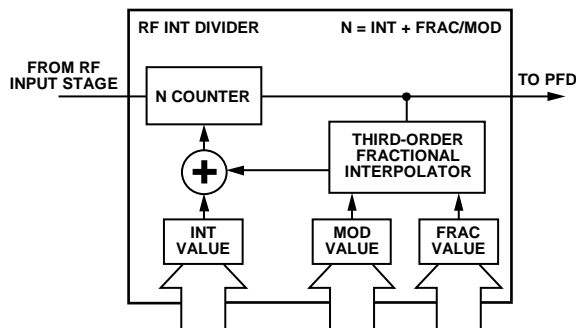 RF INT DIVIDER
N = INT + FRAC/MOD
FROM RF
INPUT STAGE
TO PFD
N COUNTER
THIRD-ORDER
FRACTIONAL
INTERPOLATOR
+
INT
VALUE
MOD
VALUE
FRAC
VALUE